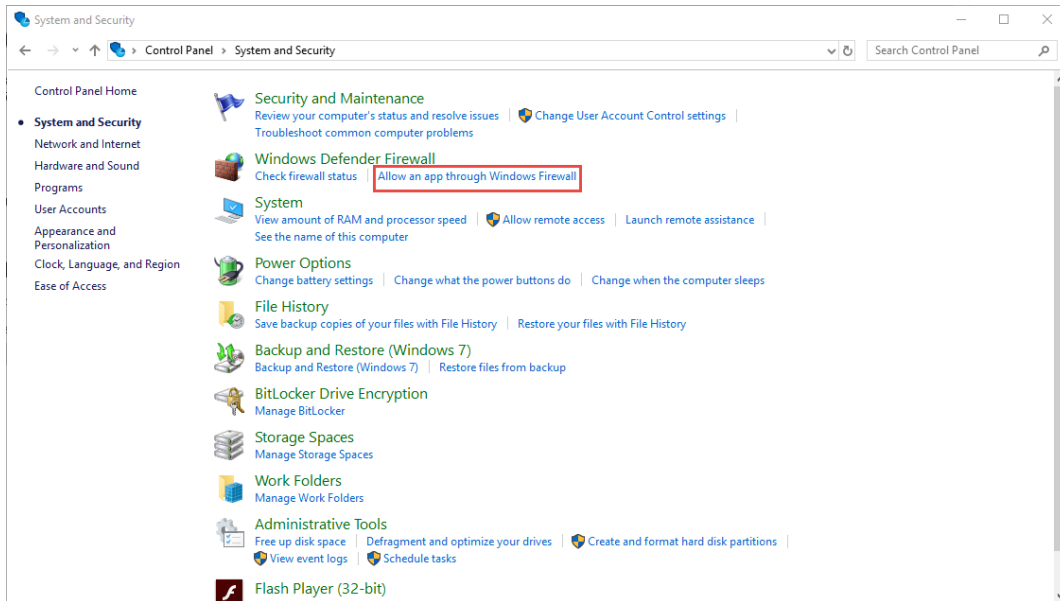 System and Security
Control Panel > System and Security
Search Control Panel
Control Panel Home
System and Security
Network and Internet
Hardware and Sound
Programs
User Accounts
Appearance and
Personalization
Clock, Language, and Region
Ease of Access
Security and Maintenance
Review your computer's status and resolve issues Change User Account Control settings
Troubleshoot common computer problems
Windows Defender Firewall
Check firewall status Allow an app through Windows Firewall
System
View amount of RAM and processor speed Allow remote access Launch remote assistance
See the name of this computer
Power Options
Change battery settings Change what the power buttons do Change when the computer sleeps
File History
Save backup copies of your files with File History Restore your files with File History
Backup and Restore (Windows 7)
Backup and Restore (Windows 7) Restore files from backup
BitLocker Drive Encryption
Manage BitLocker
Storage Spaces
Manage Storage Spaces
Work Folders
Manage Work Folders
Administrative Tools
Free up disk space Defragment and optimize your drives Create and format hard disk partitions
View event logs Schedule tasks
Flash Player (32-bit)